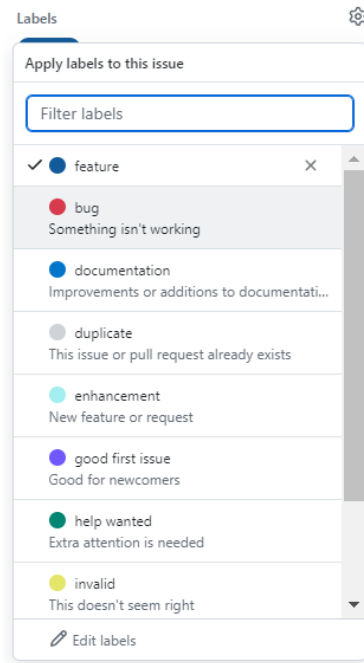 Labels
Apply labels to this issue
Filter labels
feature
bug
Something isn't working
documentation
Improvements or additions to documentati...
duplicate
This issue or pull request already exists
enhancement
New feature or request
good first issue
Good for newcomers
help wanted
Extra attention is needed
invalid
This doesn't seem right
Edit labels